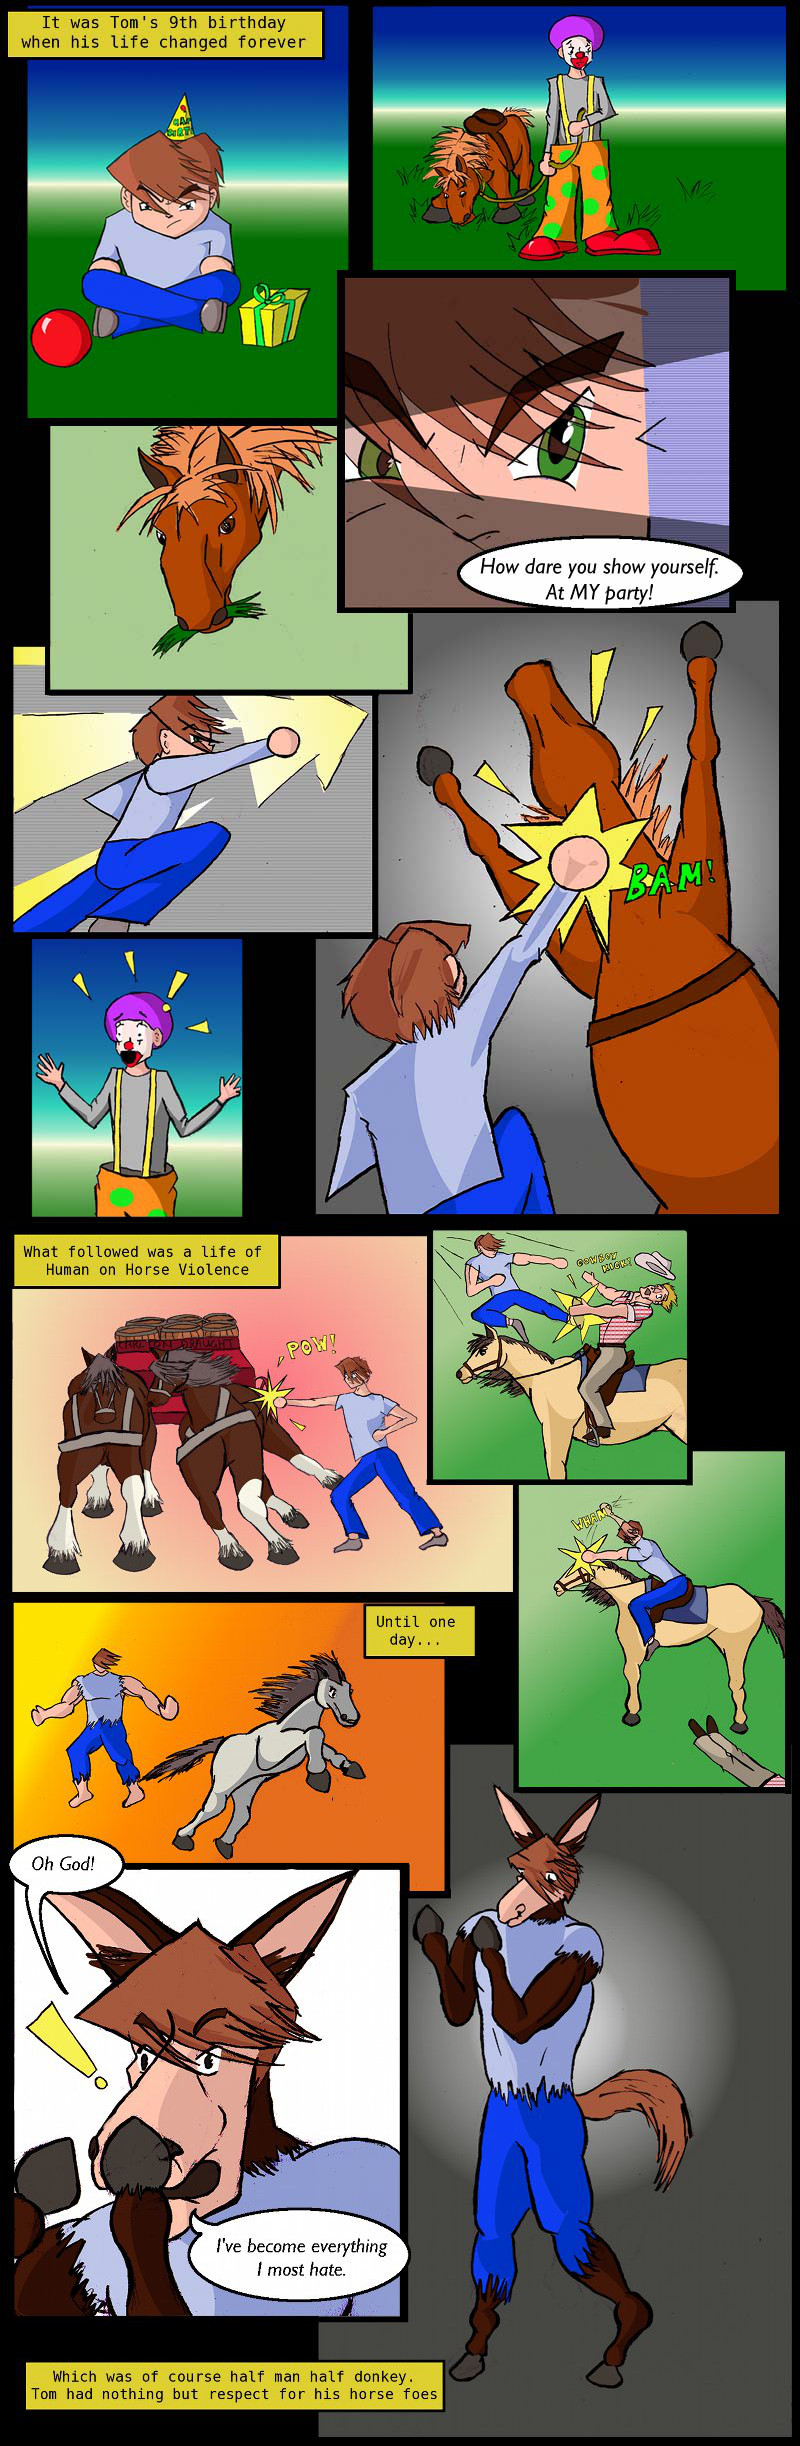 It was Tom's 9th birthday
when his life changed forever
How dare you show yourself.
At MY party!
BAM!
What followed was a life of
Human on Horse Violence
POW!
COWBOY
KICK!
WHAM
Until one
day...
Oh God!
I've become everything
I most hate.
Which was of course half man half donkey.
Tom had nothing but respect for his horse foes